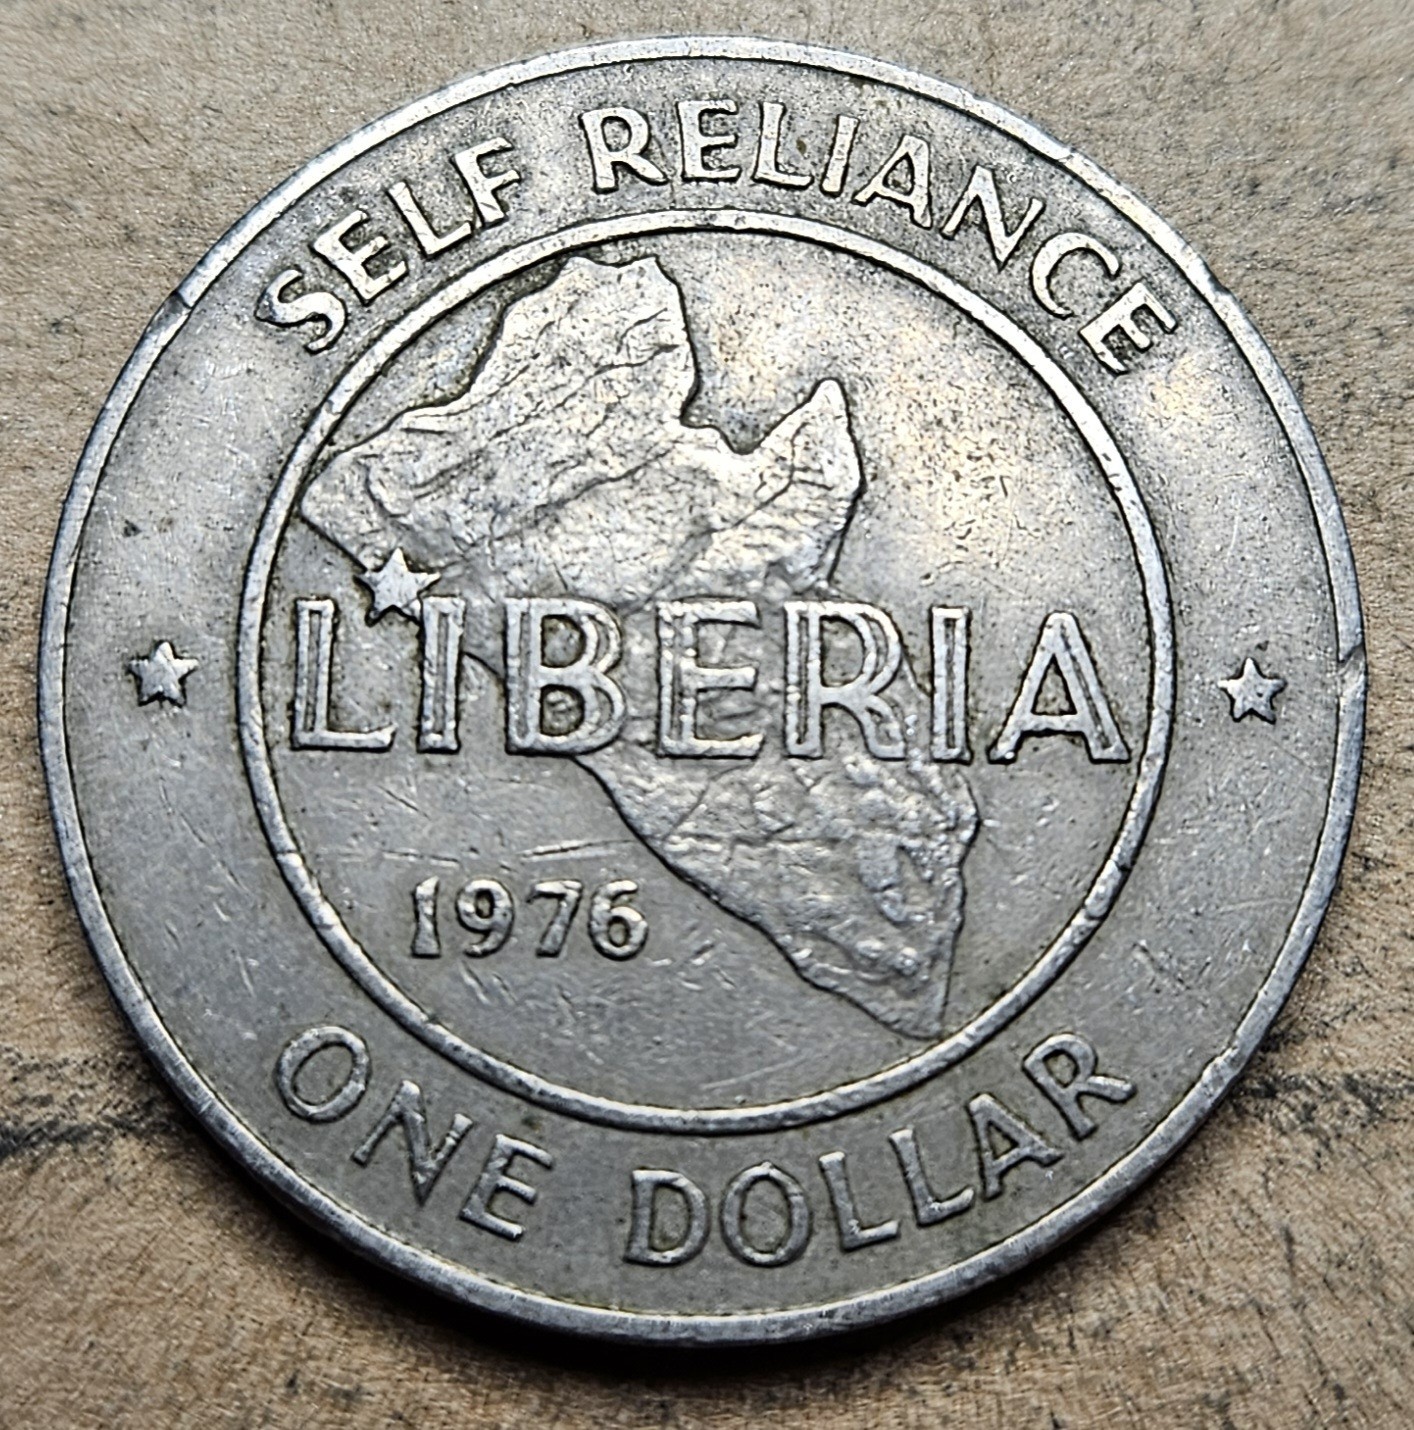 SELF RELIANCE
LIBERIA
1976
ONE DOLLAR